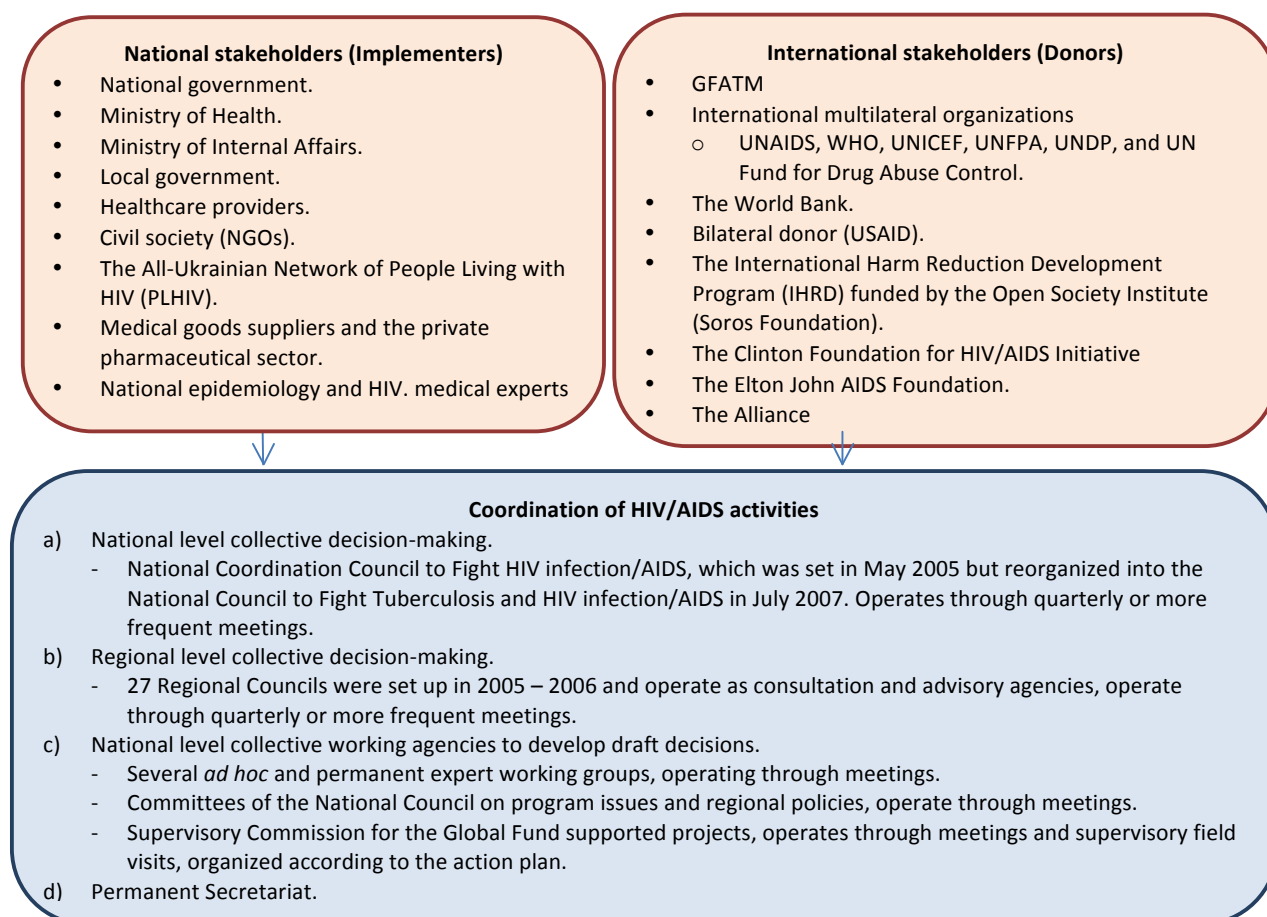 National stakeholders (Implementers)
• National government.
• Ministry of Health.
• Ministry of Internal Affairs.
• Local government.
• Healthcare providers.
• Civil society (NGOs).
• The All-Ukrainian Network of People Living with
HIV (PLHIV).
• Medical goods suppliers and the private
pharmaceutical sector.
• National epidemiology and HIV. medical experts
International stakeholders (Donors)
• GFATM
• International multilateral organizations
o UNAIDS, WHO, UNICEF, UNFPA, UNDP, and UN
Fund for Drug Abuse Control.
• The World Bank.
• Bilateral donor (USAID).
• The International Harm Reduction Development
Program (IHRD) funded by the Open Society Institute
(Soros Foundation).
• The Clinton Foundation for HIV/AIDS Initiative
• The Elton John AIDS Foundation.
• The Alliance
Coordination of HIV/AIDS activities
a) National level collective decision-making.
- National Coordination Council to Fight HIV infection/AIDS, which was set in May 2005 but reorganized into the
National Council to Fight Tuberculosis and HIV infection/AIDS in July 2007. Operates through quarterly or more
frequent meetings.
b) Regional level collective decision-making.
- 27 Regional Councils were set up in 2005 – 2006 and operate as consultation and advisory agencies, operate
through quarterly or more frequent meetings.
c) National level collective working agencies to develop draft decisions.
- Several ad hoc and permanent expert working groups, operating through meetings.
- Committees of the National Council on program issues and regional policies, operate through meetings.
- Supervisory Commission for the Global Fund supported projects, operates through meetings and supervisory field
visits, organized according to the action plan.
d) Permanent Secretariat.